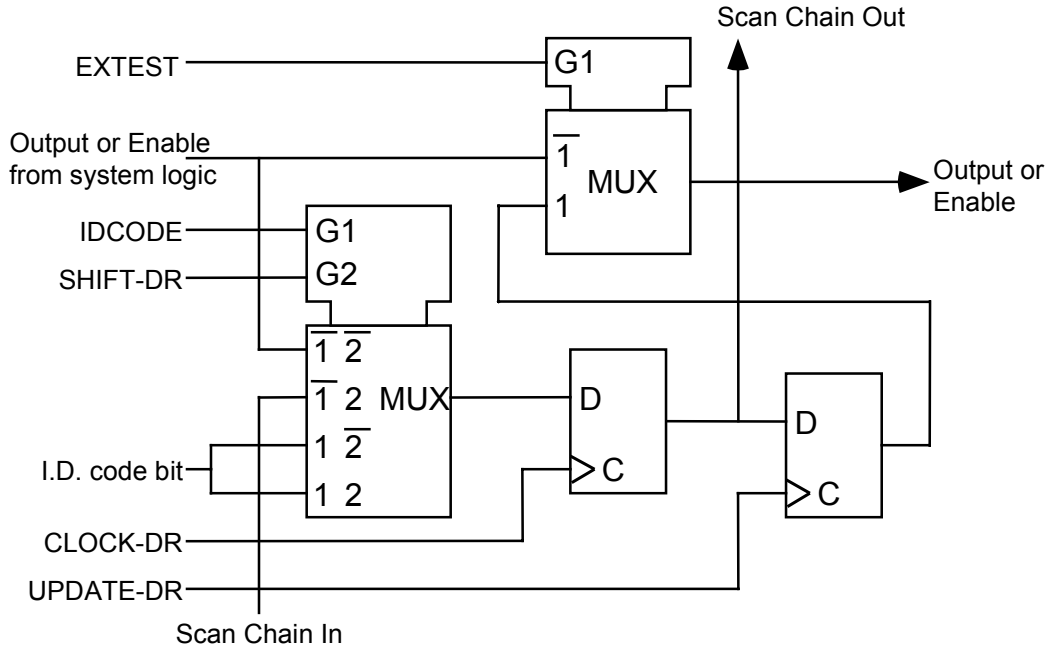 Scan Chain Out
EXTEST
G1
Output or Enable
from system logic
1̅
MUX
1
Output or
Enable
IDCODE
G1
SHIFT-DR
G2
1̅ 2̅
1̅ 2 MUX
1 2̅
1 2
I.D. code bit
D
C
D
C
CLOCK-DR
UPDATE-DR
Scan Chain In